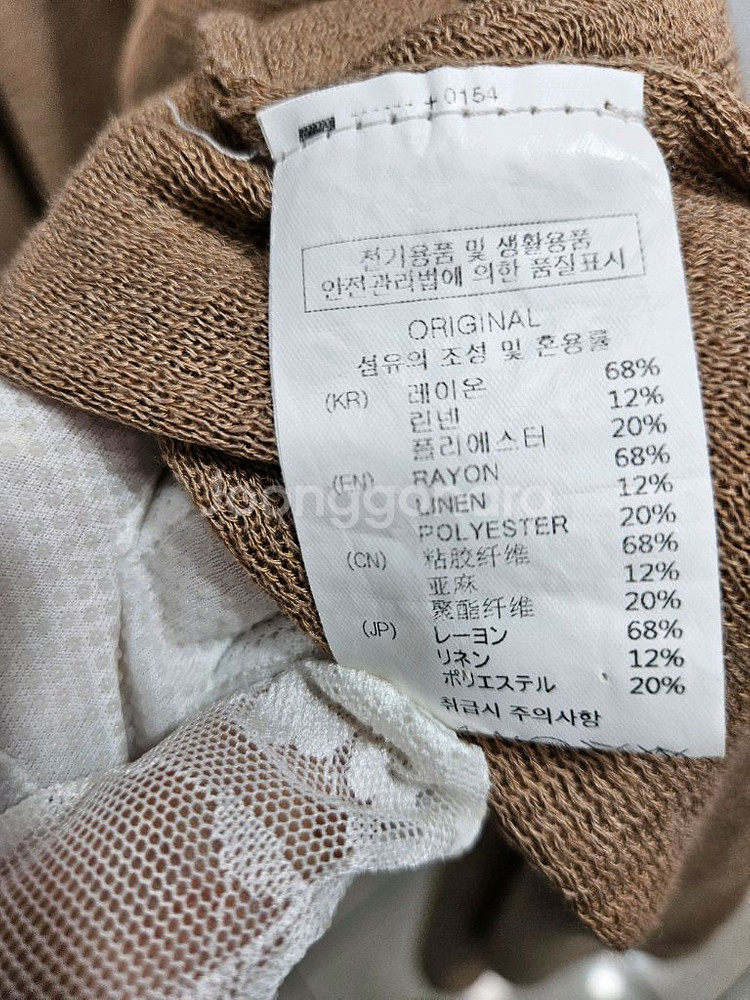 0154
전기용품 및 생활용품
안전관리법에 의한 품질표시
ORIGINAL
섬유의 조성 및 혼용률
(KR) 레이온 68%
린넨 12%
폴리에스터 20%
(EN) RAYON 68%
LINEN 12%
POLYESTER 20%
(CN) 粘胶纤维 68%
亚麻 12%
聚酯纤维 20%
(JP) レーヨン 68%
リネン 12%
ポリエステル 20%
취급시 주의사항